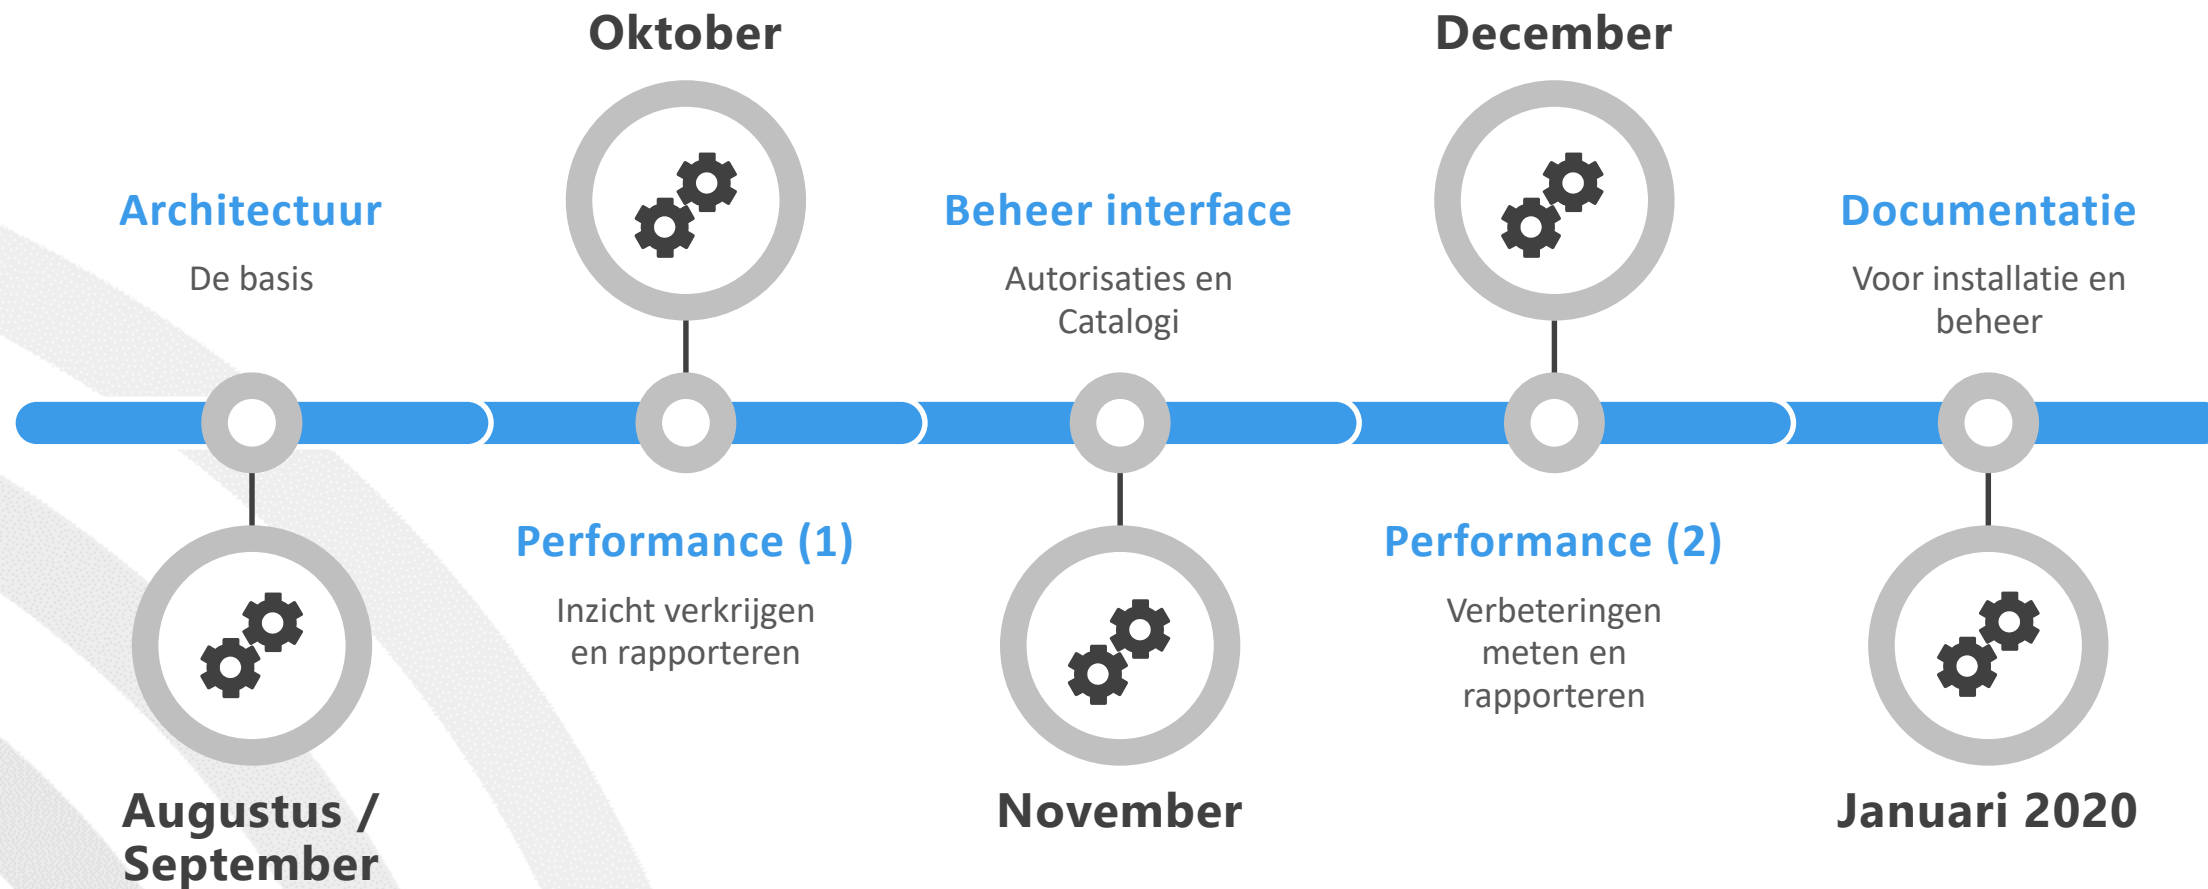 Oktober
December
Architectuur
De basis
Beheer interface
Autorisaties en
Catalogi
Documentatie
Voor installatie en
beheer
Performance (1)
Inzicht verkrijgen
en rapporteren
Performance (2)
Verbeteringen
meten en
rapporteren
Augustus /
September
November
Januari 2020